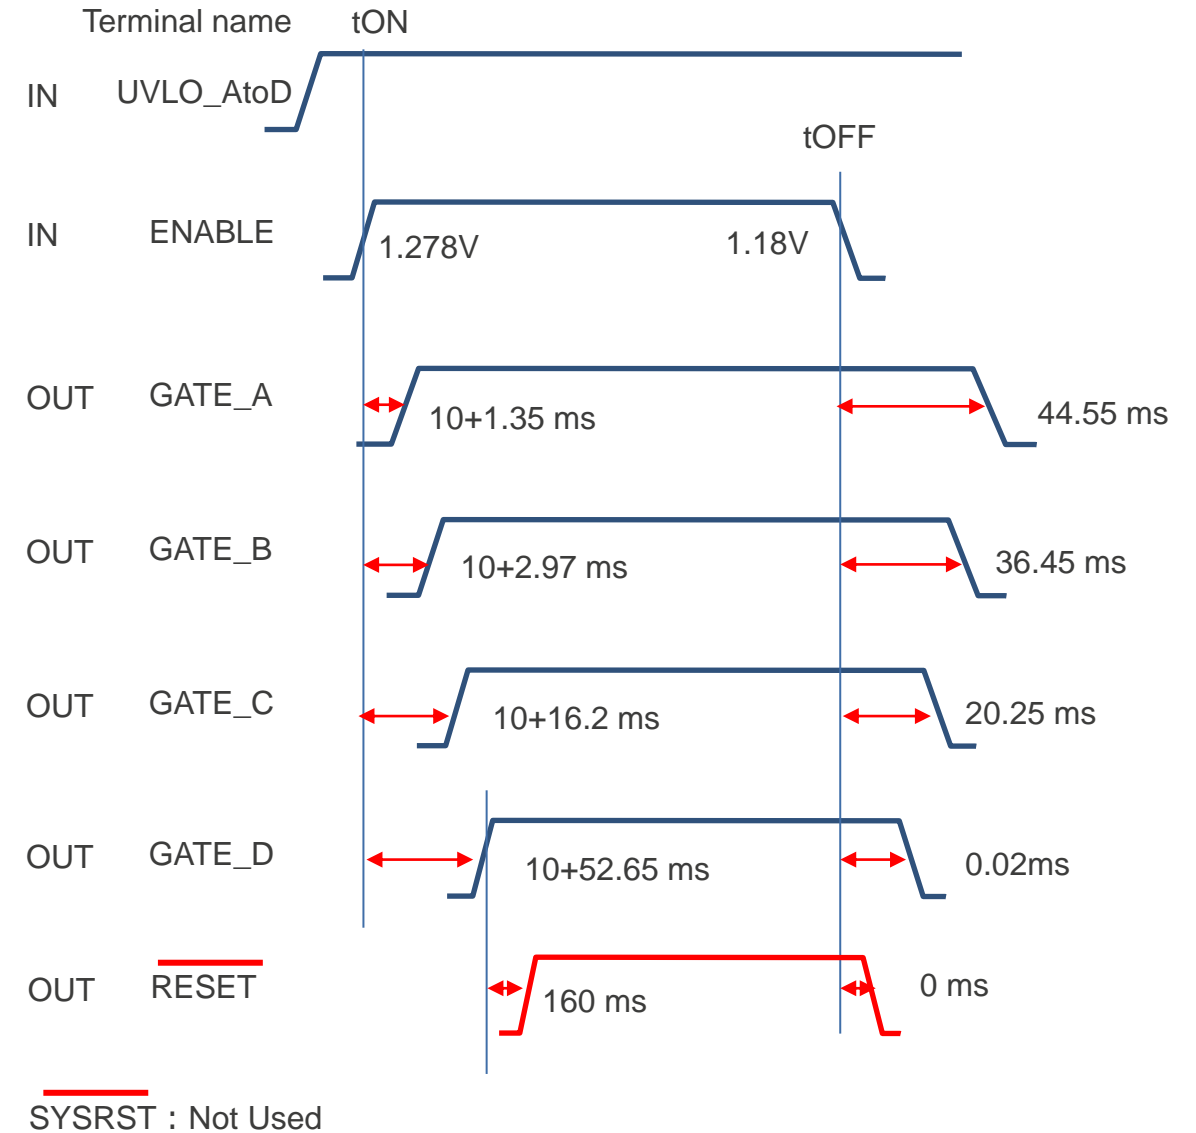 Terminal name tON
IN UVLO_AtoD
tOFF
IN ENABLE 1.278V 1.18V
OUT GATE_A 10+1.35 ms 44.55 ms
OUT GATE_B 10+2.97 ms 36.45 ms
OUT GATE_C 10+16.2 ms 20.25 ms
OUT GATE_D 10+52.65 ms 0.02ms
OUT RESET 160 ms 0 ms
SYSRST : Not Used